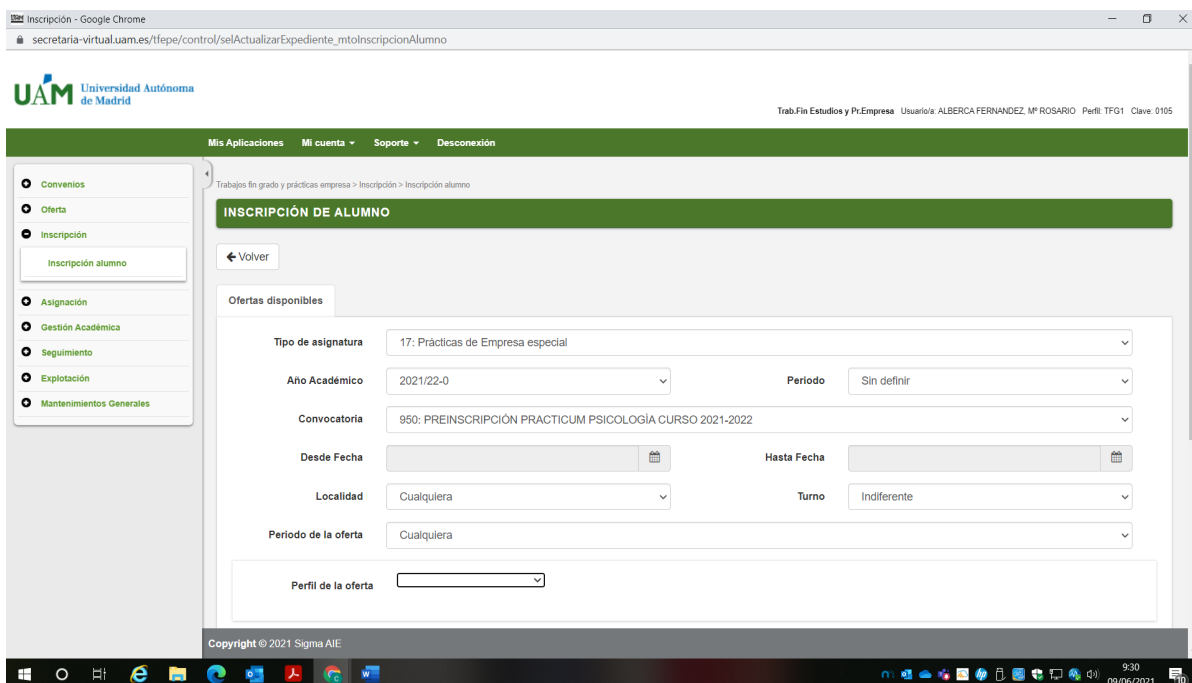 Inscripción - Google Chrome
secretaria-virtual.uam.es/tfepe/control/selActualizarExpediente_mtoInscripcionAlumno
UAM Universidad Autónoma
de Madrid
Trab.Fin Estudios y Pr.Empresa Usuario/a: ALBERCA FERNANDEZ, Mº ROSARIO Perfil: TFG1 Clave: 0105
Mis Aplicaciones Mi cuenta Soporte Desconexión
Convenios
Oferta
Inscripción
Inscripción alumno
Asignación
Gestión Académica
Seguimiento
Explotación
Mantenimientos Generales
Trabajos fin grado y prácticas empresa > Inscripción > Inscripción alumno
INSCRIPCIÓN DE ALUMNO
Volver
Ofertas disponibles
Tipo de asignatura 17: Prácticas de Empresa especial
Año Académico 2021/22-0 Periodo Sin definir
Convocatoria 950: PREINSCRIPCIÓN PRACTICUM PSICOLOGÍA CURSO 2021-2022
Desde Fecha Hasta Fecha
Localidad Cualquiera Turno Indiferente
Periodo de la oferta Cualquiera
Perfil de la oferta
Copyright © 2021 Sigma AIE
9:30
09/06/2021